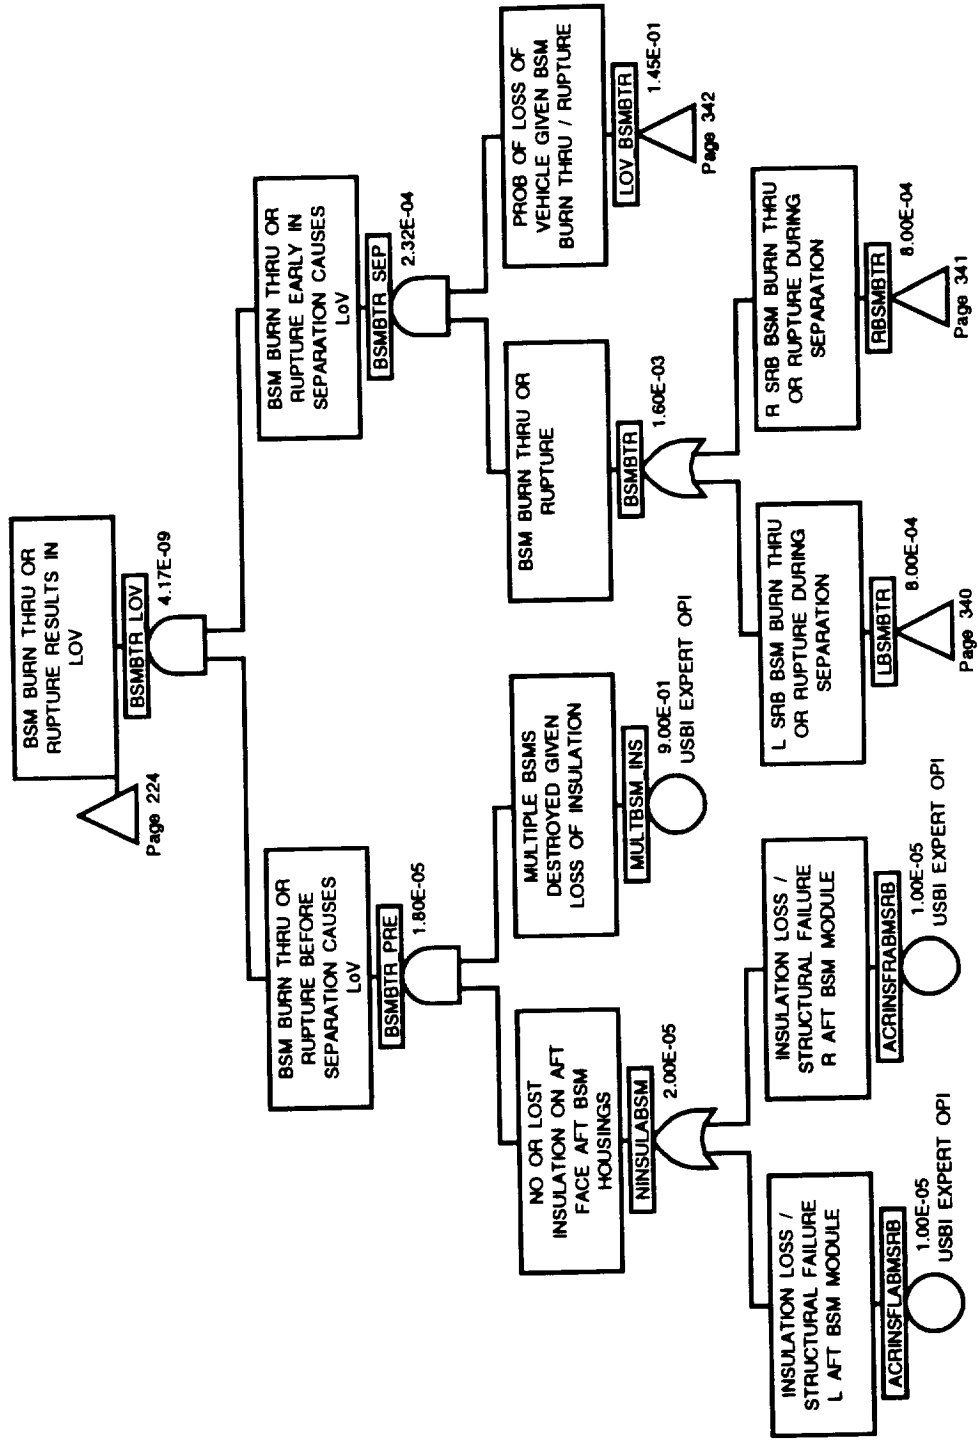 BSM BURN THRU OR
RUPTURE RESULTS IN
LOV
BSMBTR LOV
4.17E-09
Page 224
BSM BURN THRU OR
RUPTURE BEFORE
SEPARATION CAUSES
LoV
BSMBTR PRE
1.80E-05
BSM BURN THRU OR
RUPTURE EARLY IN
SEPARATION CAUSES
LoV
BSMBTR SEP
2.32E-04
NO OR LOST
INSULATION ON AFT
FACE AFT BSM
HOUSINGS
NINSULABSM
2.00E-05
MULTIPLE BSMS
DESTROYED GIVEN
LOSS OF INSULATION
MULTBSM INS
9.00E-01
USBI EXPERT OPI
BSM BURN THRU OR
RUPTURE
BSMBTR
1.60E-03
PROB OF LOSS OF
VEHICLE GIVEN BSM
BURN THRU / RUPTURE
LOV BSMBTR
1.45E-01
Page 342
INSULATION LOSS /
STRUCTURAL FAILURE
L AFT BSM MODULE
ACRINSFLABMSRB
1.00E-05
USBI EXPERT OPI
INSULATION LOSS /
STRUCTURAL FAILURE
R AFT BSM MODULE
ACRINSFRABMSRB
1.00E-05
USBI EXPERT OPI
L SRB BSM BURN THRU
OR RUPTURE DURING
SEPARATION
LBSMBTR
8.00E-04
Page 340
R SRB BSM BURN THRU
OR RUPTURE DURING
SEPARATION
RBSMBTR
8.00E-04
Page 341